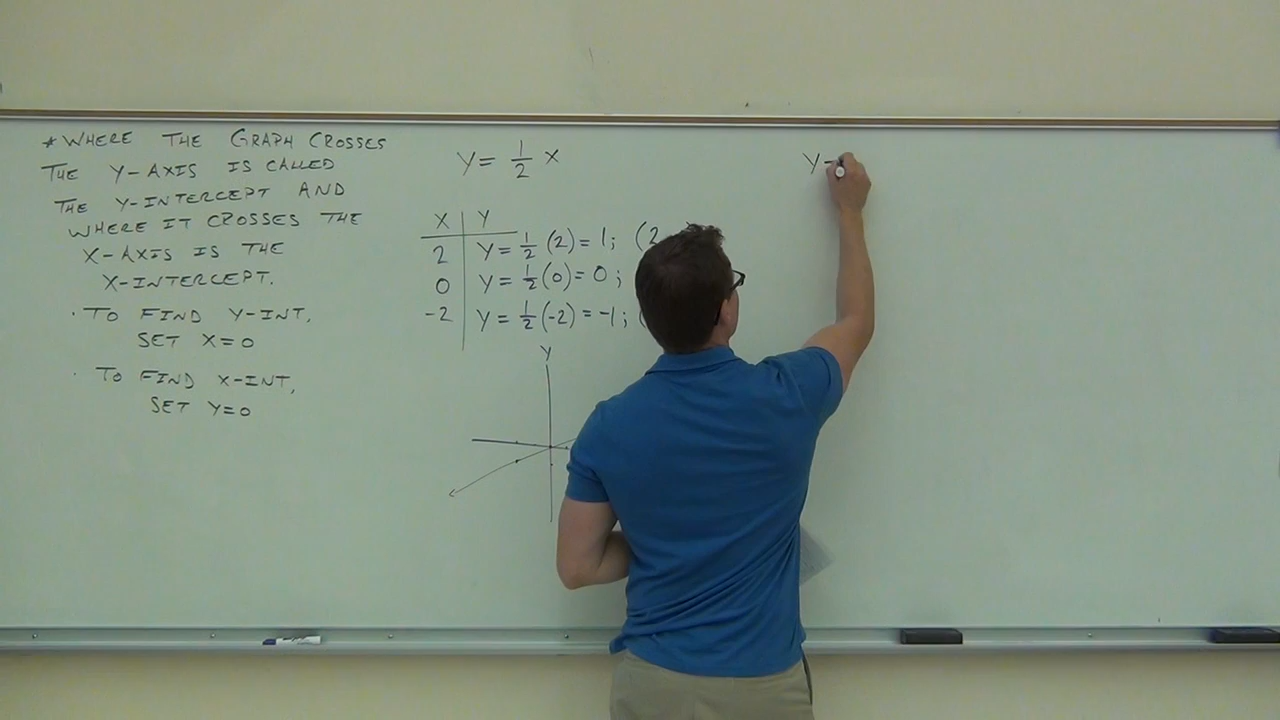 *WHERE THE GRAPH CROSSES
THE Y-AXIS IS CALLED
THE Y-INTERCEPT AND
WHERE IT CROSSES THE
X-AXIS IS THE
X-INTERCEPT.
· TO FIND Y-INT,
SET X=0
· TO FIND X-INT,
SET Y=0
Y = 1/2 X
X Y
2 Y = 1/2 (2) = 1; (2,
0 Y = 1/2 (0) = 0;
-2 Y = 1/2 (-2) = -1; (
Y
Y=